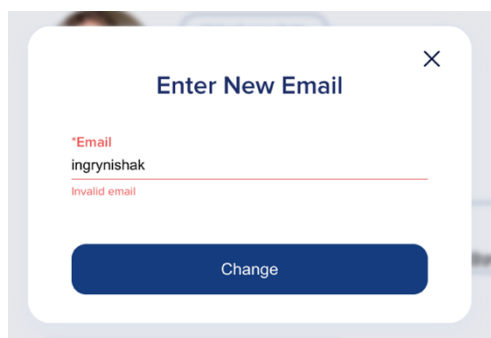 Enter New Email
*Email
ingrynishak
Invalid email
Change